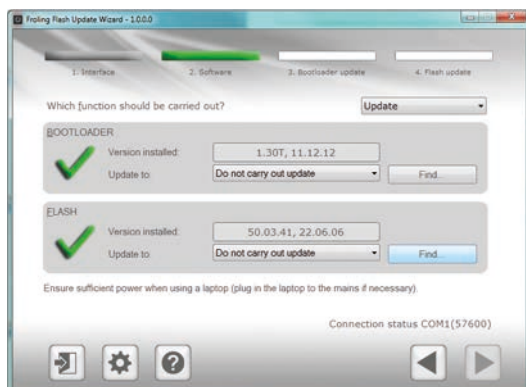 Froling Flash Update Wizard - 1.0.0.0
1. Interface 2. Software 3. Bootloader update 4. Flash update
Which function should be carried out? Update
BOOTLOADER
Version installed: 1.30T, 11.12.12
Update to: Do not carry out update Find...
FLASH
Version installed: 50.03.41, 22.06.06
Update to: Do not carry out update Find...
Ensure sufficient power when using a laptop (plug in the laptop to the mains if necessary).
Connection status COM1(57600)